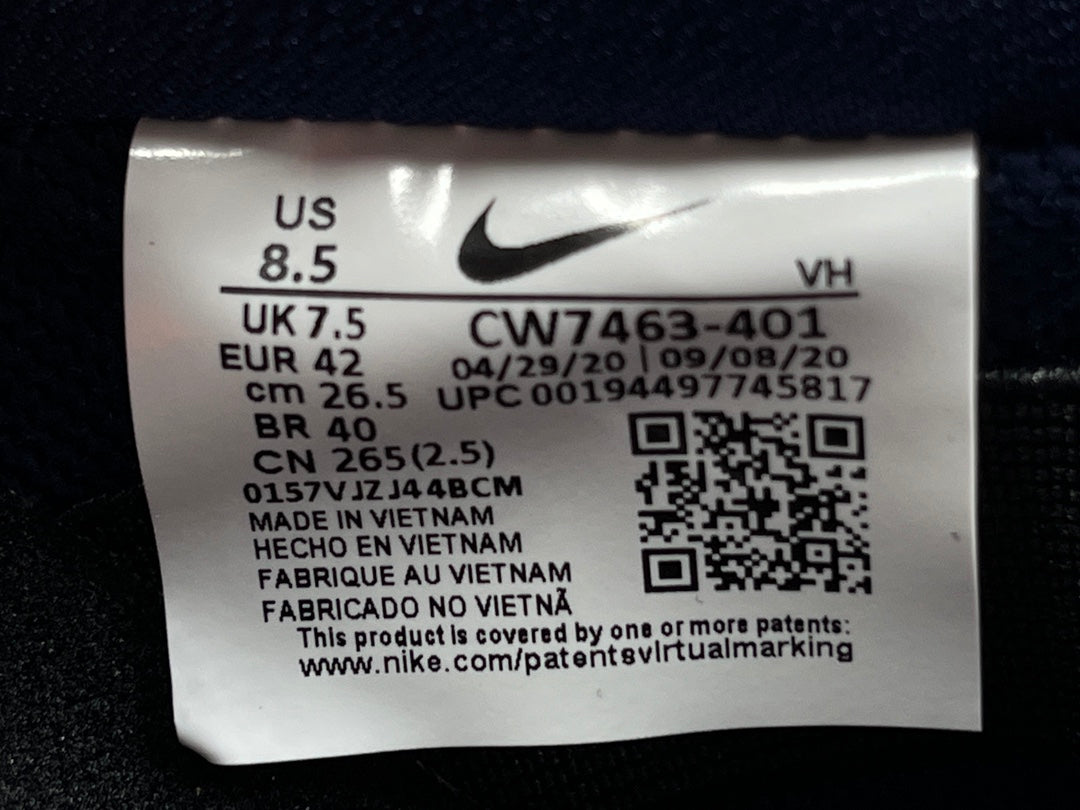 US
8.5
VH
UK 7.5
CW7463-401
EUR 42
04/29/20 | 09/08/20
cm 26.5
UPC 00194497745817
BR 40
CN 265(2.5)
0157VJZJ44BCM
MADE IN VIETNAM
HECHO EN VIETNAM
FABRIQUE AU VIETNAM
FABRICADO NO VIETNÃ
This product is covered by one or more patents:
www.nike.com/patentsvirtualmarking